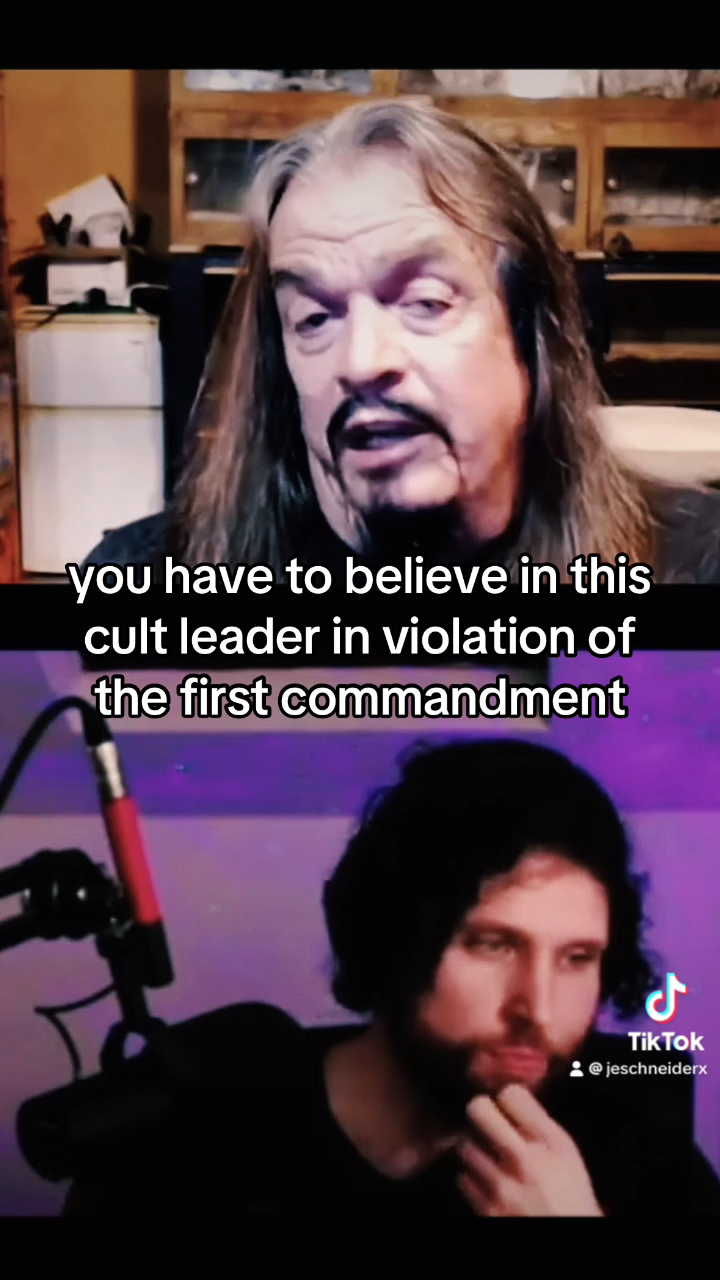 you have to believe in this
cult leader in violation of
the first commandment
TikTok
@jeschneiderx